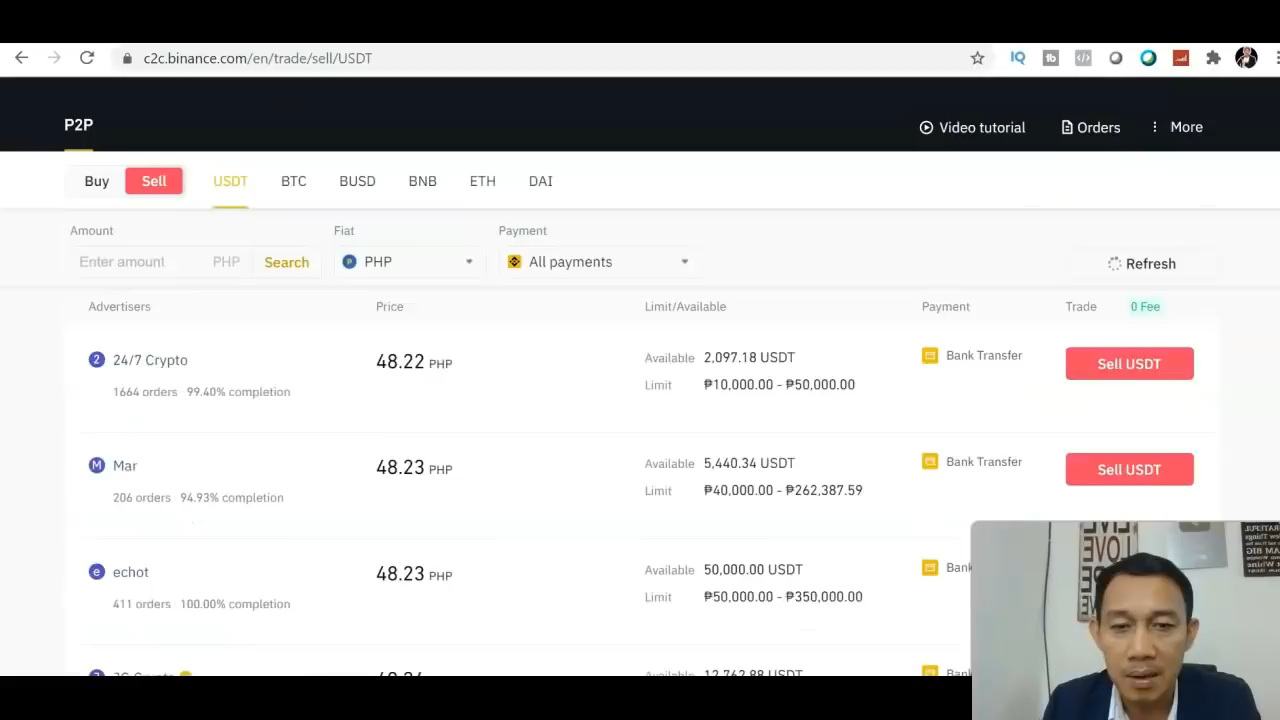 c2c.binance.com/en/trade/sell/USDT
P2P
Video tutorial
Orders
More
Buy
Sell
USDT
BTC
BUSD
BNB
ETH
DAI
Amount
Fiat
Payment
Enter amount
PHP
Search
PHP
All payments
Refresh
Advertisers
Price
Limit/Available
Payment
Trade
0 Fee
2
24/7 Crypto
48.22 PHP
Available 2,097.18 USDT
Bank Transfer
Sell USDT
1664 orders 99.40% completion
Limit ₱10,000.00 - ₱50,000.00
M
Mar
48.23 PHP
Available 5,440.34 USDT
Bank Transfer
Sell USDT
206 orders 94.93% completion
Limit ₱40,000.00 - ₱262,387.59
e
echot
48.23 PHP
Available 50,000.00 USDT
Bank
411 orders 100.00% completion
Limit ₱50,000.00 - ₱350,000.00